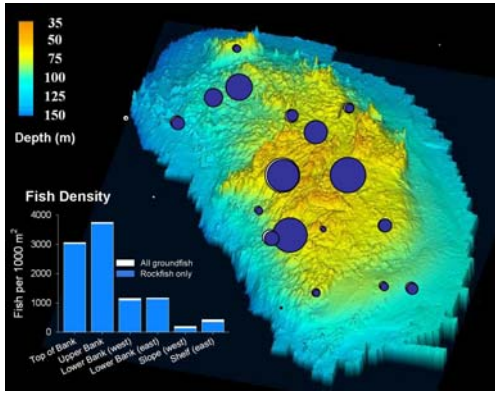 35
50
75
100
125
150
Depth (m)
Fish Density
4000
3000
2000
1000
0
Fish per 1000 m²
All groundfish
Rockfish only
Top of Bank
Upper Bank
Lower Bank (west)
Lower Bank (east)
Slope (west)
Shelf (east)